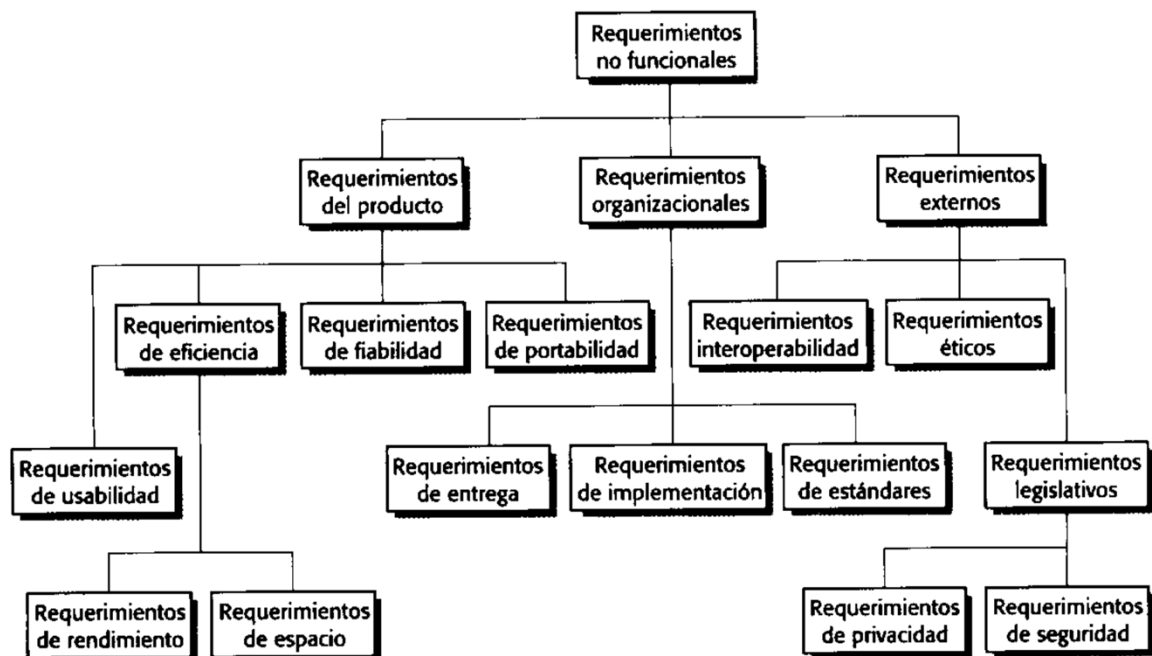 Requerimientos
no funcionales
Requerimientos
del producto
Requerimientos
organizacionales
Requerimientos
externos
Requerimientos
de eficiencia
Requerimientos
de fiabilidad
Requerimientos
de portabilidad
Requerimientos
interoperabilidad
Requerimientos
éticos
Requerimientos
de usabilidad
Requerimientos
de entrega
Requerimientos
de implementación
Requerimientos
de estándares
Requerimientos
legislativos
Requerimientos
de rendimiento
Requerimientos
de espacio
Requerimientos
de privacidad
Requerimientos
de seguridad